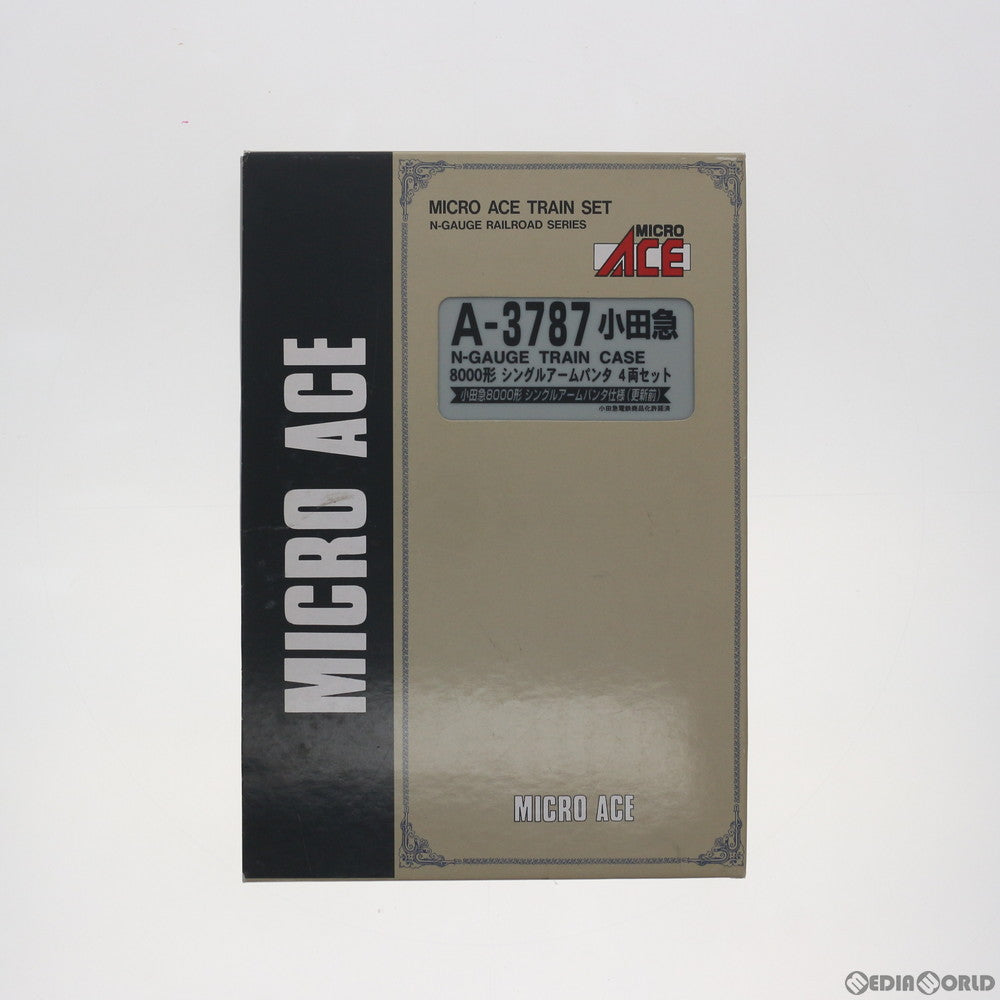 MICRO ACE
MICRO ACE TRAIN SET
N-GAUGE RAILROAD SERIES
MICRO
ACE
A-3787 小田急
N-GAUGE TRAIN CASE
8000形 シングルアームパンタ 4両セット
小田急8000形 シングルアームパンタ仕様(更新前)
小田急電鉄商品化許諾済
MICRO ACE
MEDIAWORLD